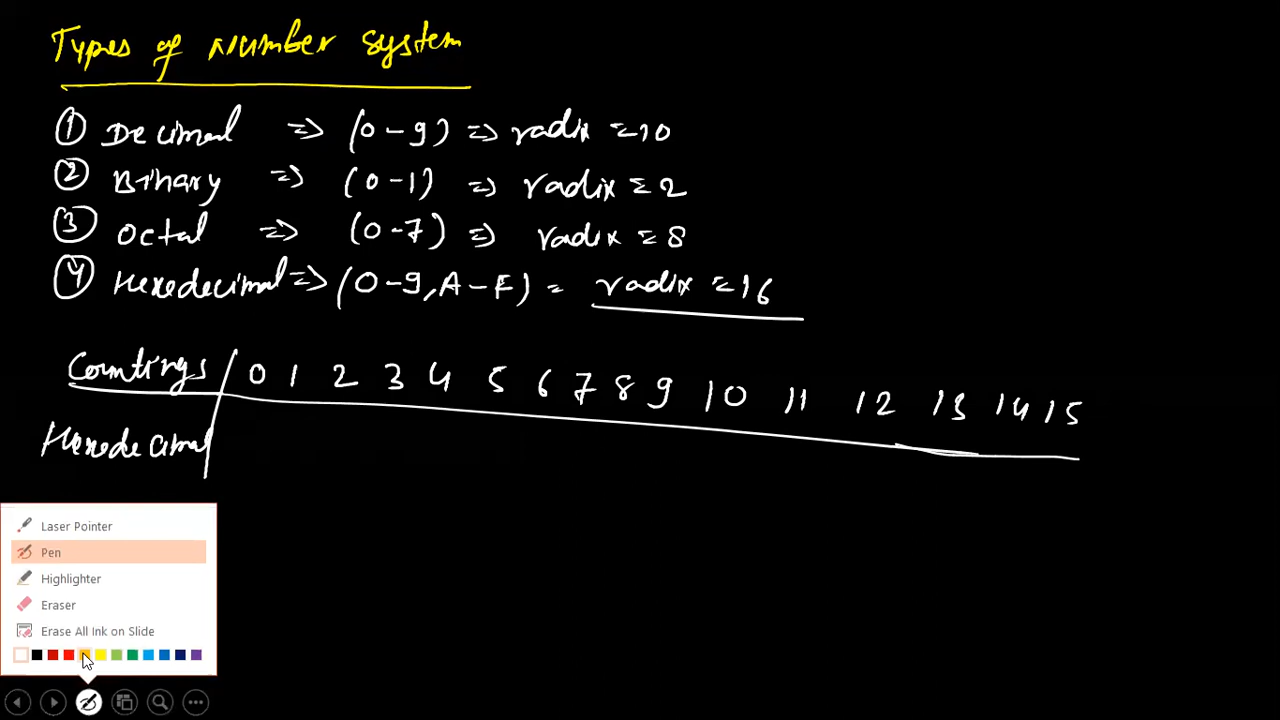 Types of Number system
① Decimal => (0-9) => radix = 10
② Binary => (0-1) => radix = 2
③ Octal => (0-7) => radix = 8
④ Hexedecimal => (0-9, A-F) = radix = 16
Countings 0 1 2 3 4 5 6 7 8 9 10 11 12 13 14 15
Hexedecimal
Laser Pointer
Pen
Highlighter
Eraser
Erase All Ink on Slide